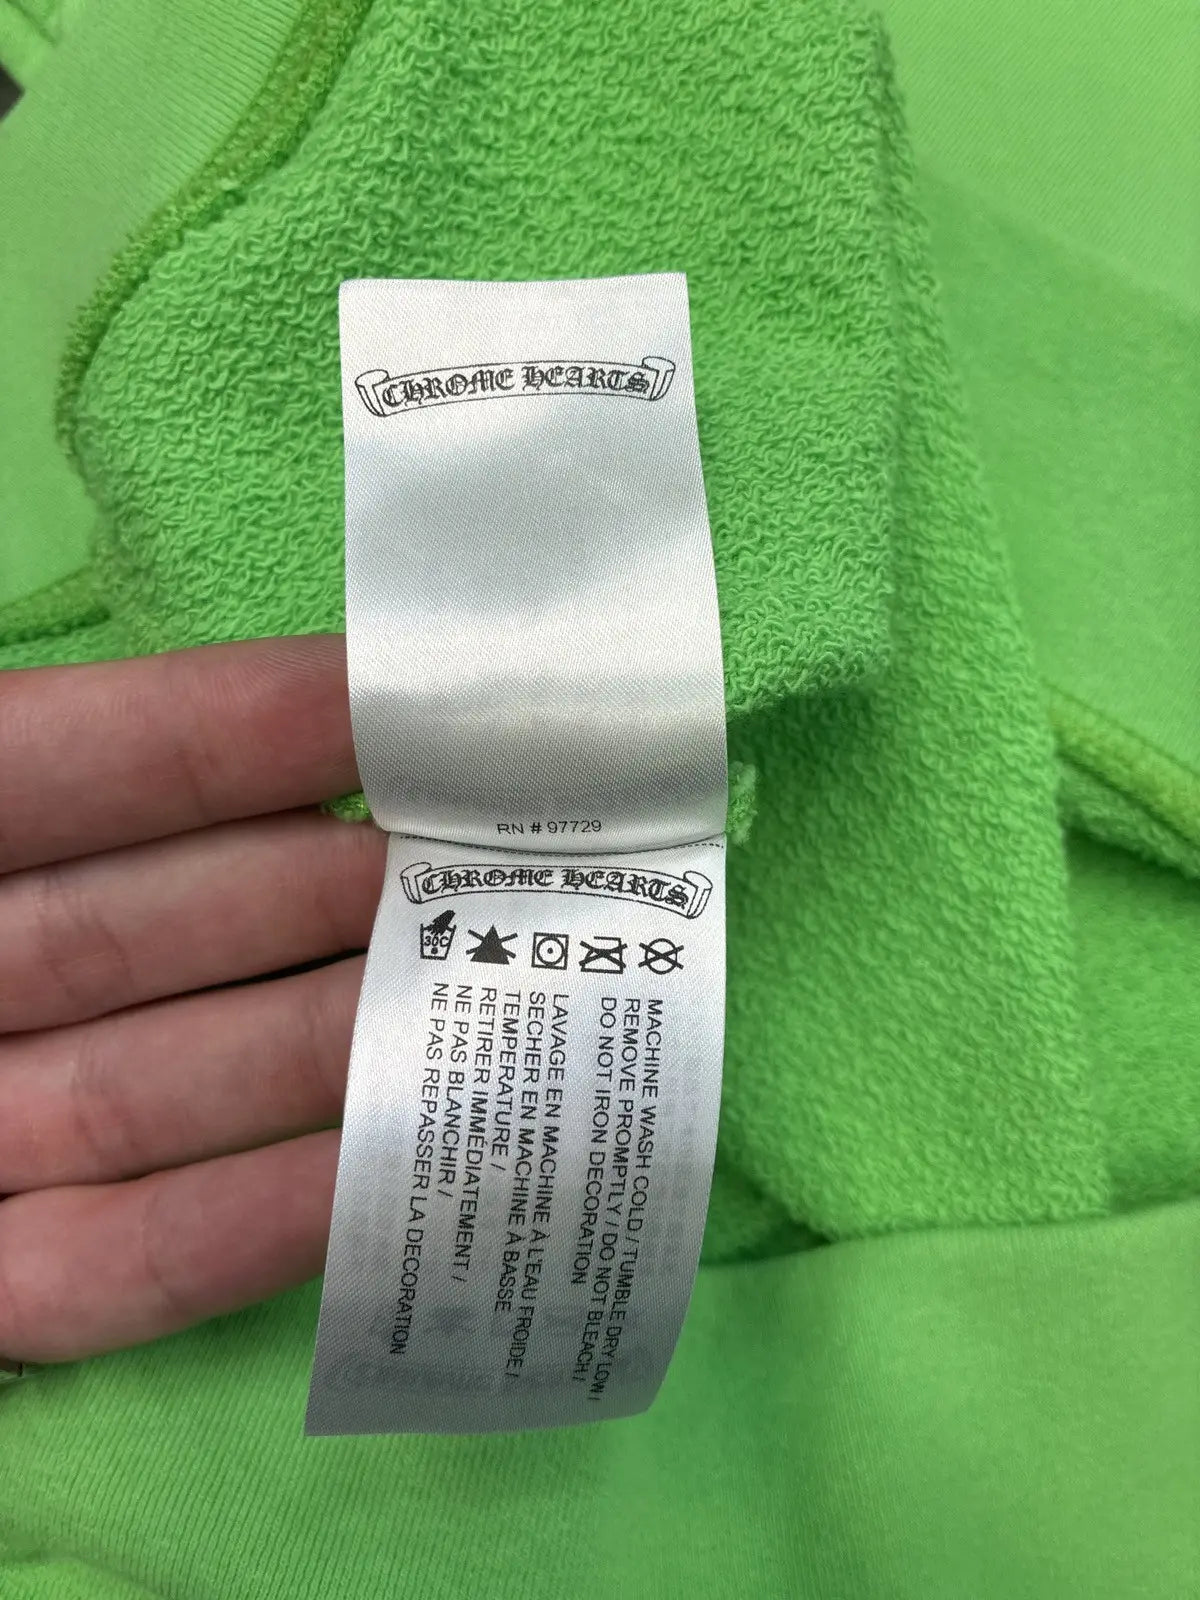 CHROME HEARTS
RN # 97729
CHROME HEARTS
30C
MACHINE WASH COLD / TUMBLE DRY LOW /
REMOVE PROMPTLY / DO NOT BLEACH /
DO NOT IRON DECORATION
LAVAGE EN MACHINE À L'EAU FROIDE /
SECHER EN MACHINE À BASSE
TEMPERATURE /
RETIRER IMMÉDIATEMENT /
NE PAS BLANCHIR /
NE PAS REPASSER LA DECORATION